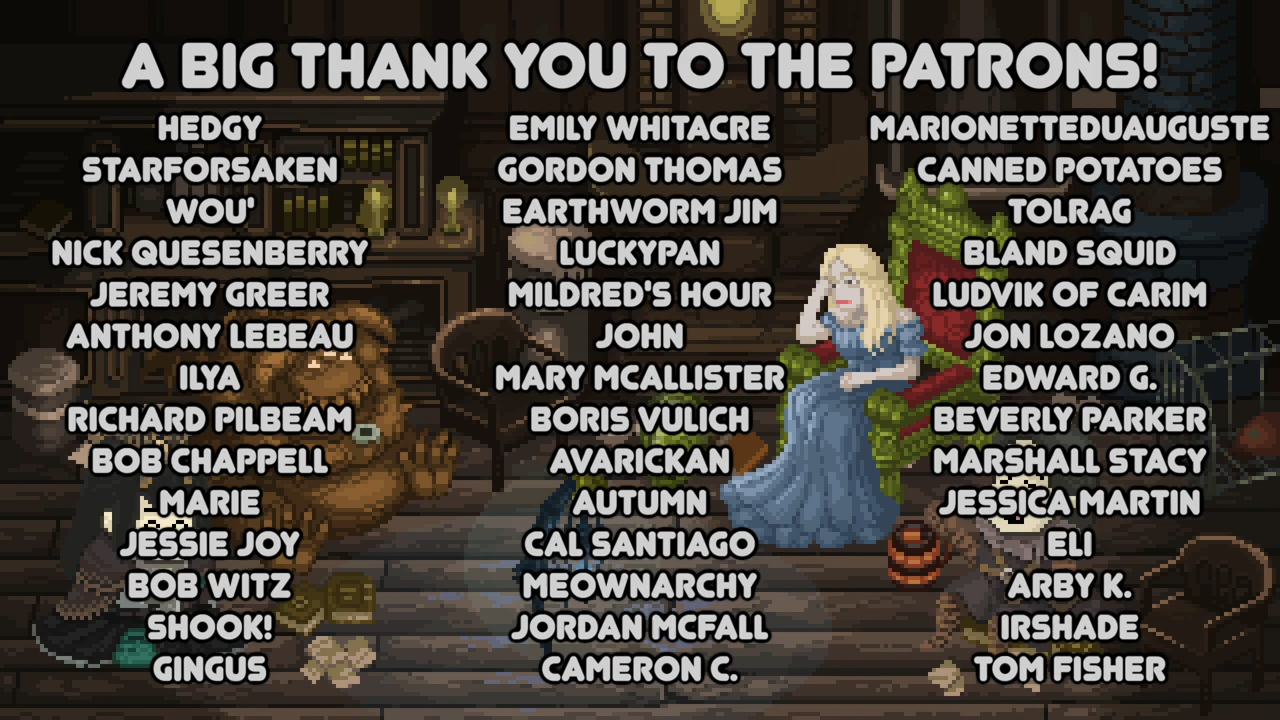 A BIG THANK YOU TO THE PATRONS!
HEDGY
STARFORSAKEN
WOU'
NICK QUESENBERRY
JEREMY GREER
ANTHONY LEBEAU
ILYA
RICHARD PILBEAM
BOB CHAPPELL
MARIE
JESSIE JOY
BOB WITZ
SHOOK!
GINGUS
EMILY WHITACRE
GORDON THOMAS
EARTHWORM JIM
LUCKYPAN
MILDRED'S HOUR
JOHN
MARY MCALLISTER
BORIS VULICH
AVARICKAN
AUTUMN
CAL SANTIAGO
MEOWNARCHY
JORDAN MCFALL
CAMERON C.
MARIONETTEDUAUGUSTE
CANNED POTATOES
TOLRAG
BLAND SQUID
LUDVIK OF CARIM
JON LOZANO
EDWARD G.
BEVERLY PARKER
MARSHALL STACY
JESSICA MARTIN
ELI
ARBY K.
IRSHADE
TOM FISHER